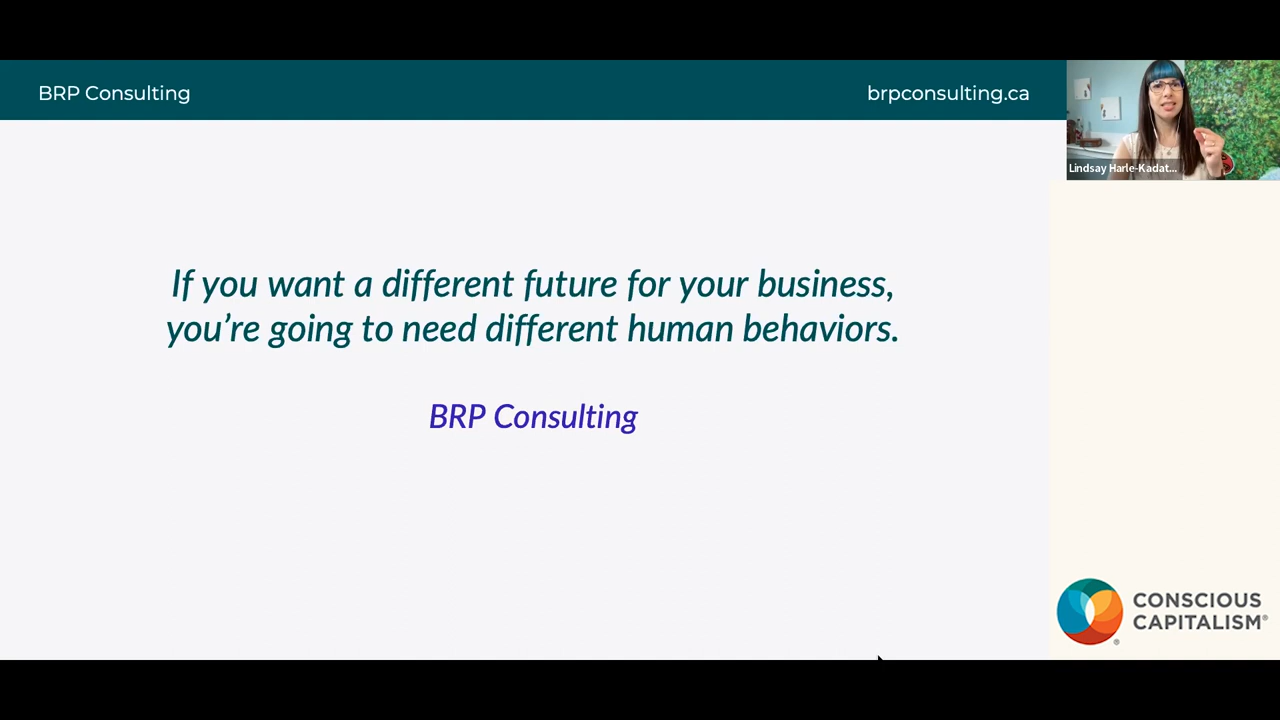 BRP Consulting
brpconsulting.ca
Lindsay Harle-Kadat...
If you want a different future for your business,
you're going to need different human behaviors.
BRP Consulting
CONSCIOUS
CAPITALISM®
®